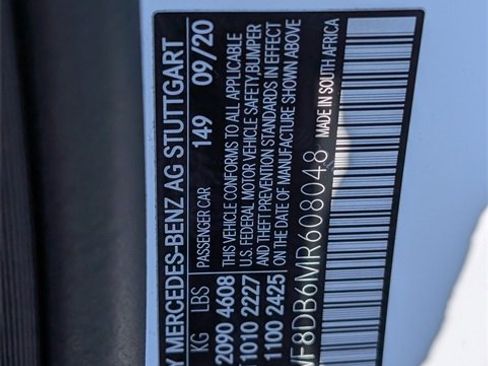 Y MERCEDES-BENZ AG STUTTGART
KG LBS PASSENGER CAR 149 09/20
2090 4608 THIS VEHICLE CONFORMS TO ALL APPLICABLE
1010 2227 U.S. FEDERAL MOTOR VEHICLE SAFETY,BUMPER
1100 2425 AND THEFT PREVENTION STANDARDS IN EFFECT
ON THE DATE OF MANUFACTURE SHOWN ABOVE
F8DB6MR608048 MADE IN SOUTH AFRICA